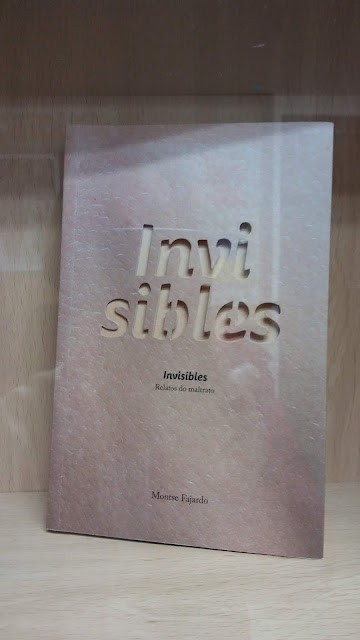 Invi
sibles
Invisibles
Relatos do maltrato
Montse Fajardo